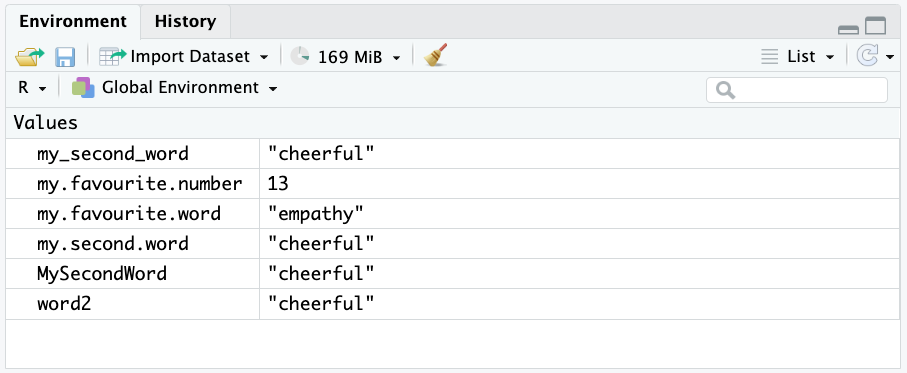 Environment History
Import Dataset 169 MiB List
R Global Environment
Values
my_second_word "cheerful"
my.favourite.number 13
my.favourite.word "empathy"
my.second.word "cheerful"
MySecondWord "cheerful"
word2 "cheerful"